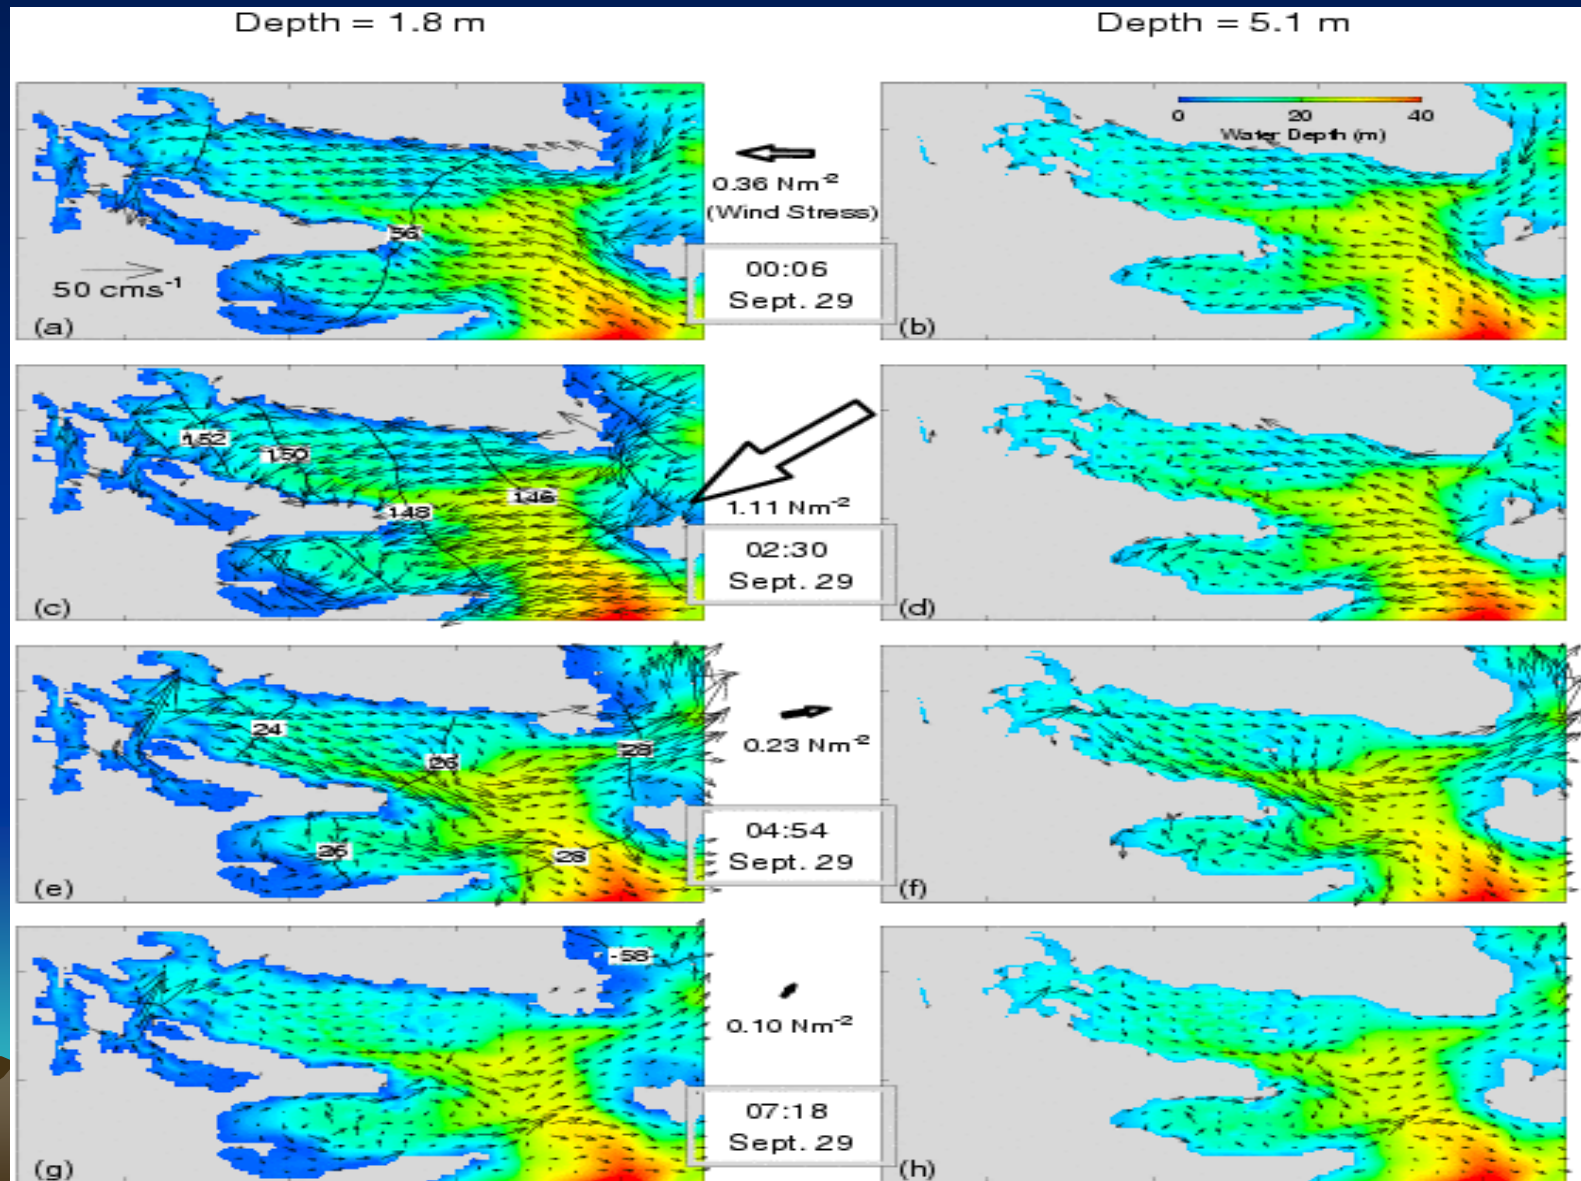 Depth = 1.8 m
Depth = 5.1 m
0 20 40
Water Depth (m)
0.36 Nm⁻²
(Wind Stress)
56
50 cms⁻¹
00:06
Sept. 29
(a)
(b)
152
150
148
146
1.11 Nm⁻²
02:30
Sept. 29
(c)
(d)
24
26
28
0.23 Nm⁻²
26
28
04:54
Sept. 29
(e)
(f)
-58
0.10 Nm⁻²
07:18
Sept. 29
(g)
(h)